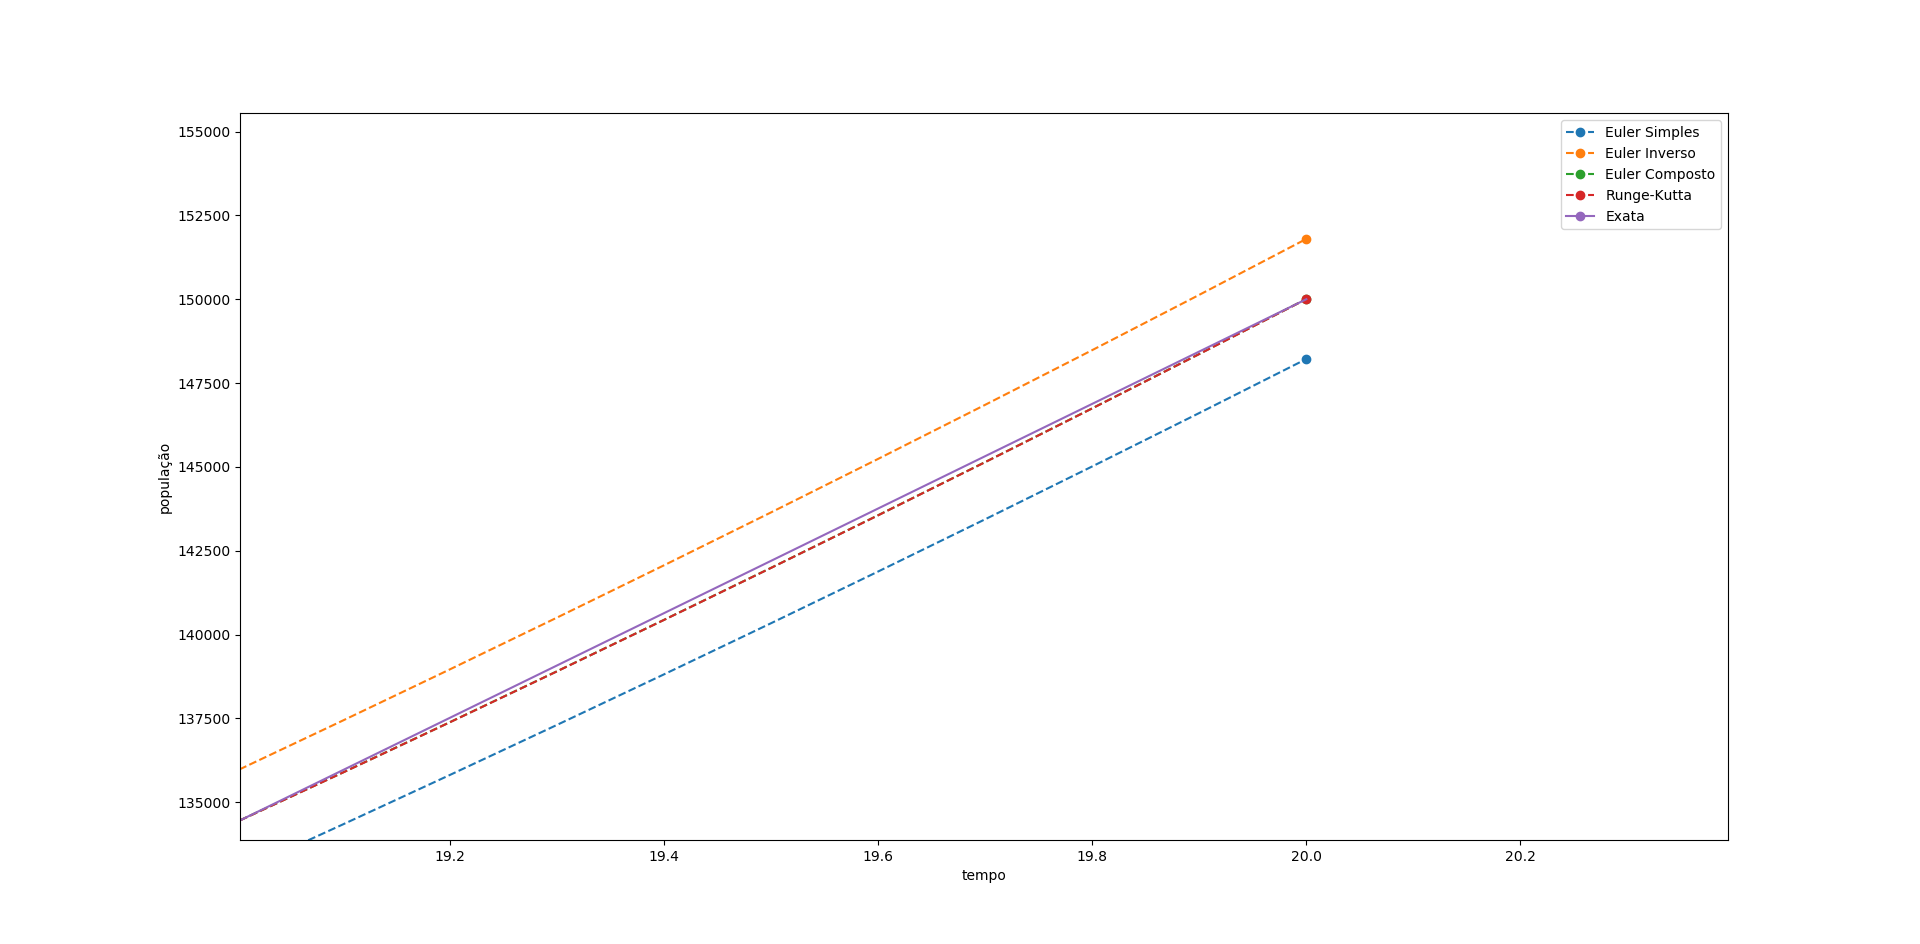 155000
152500
150000
147500
145000
142500
140000
137500
135000
população
19.2
19.4
19.6
19.8
20.0
20.2
tempo
Euler Simples
Euler Inverso
Euler Composto
Runge-Kutta
Exata